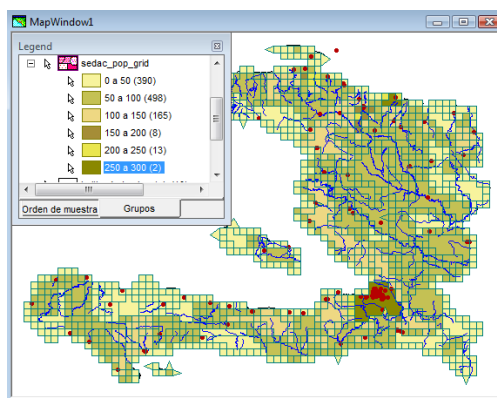 MapWindow1
Legend
sedac_pop_grid
0 a 50 (390)
50 a 100 (498)
100 a 150 (165)
150 a 200 (8)
200 a 250 (13)
250 a 300 (2)
Orden de muestra
Grupos